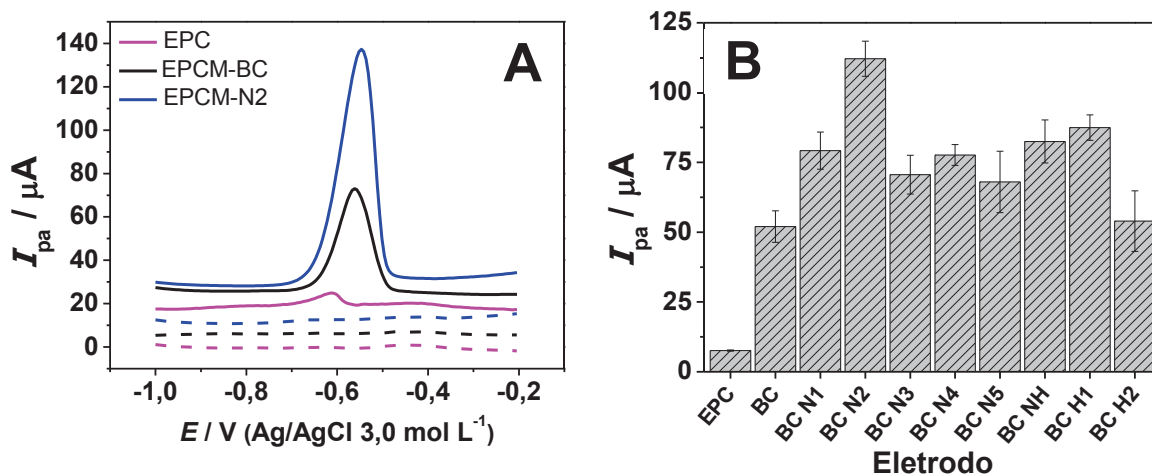 A
EPC
EPCM-BC
EPCM-N2
I pa / μA
140
120
100
80
60
40
20
0
-1,0 -0,8 -0,6 -0,4 -0,2
E / V (Ag/AgCl 3,0 mol L-1)
B
I pa / μA
125
100
75
50
25
0
EPC BC BC N1 BC N2 BC N3 BC N4 BC N5 BC NH BC H1 BC H2
Eletrodo